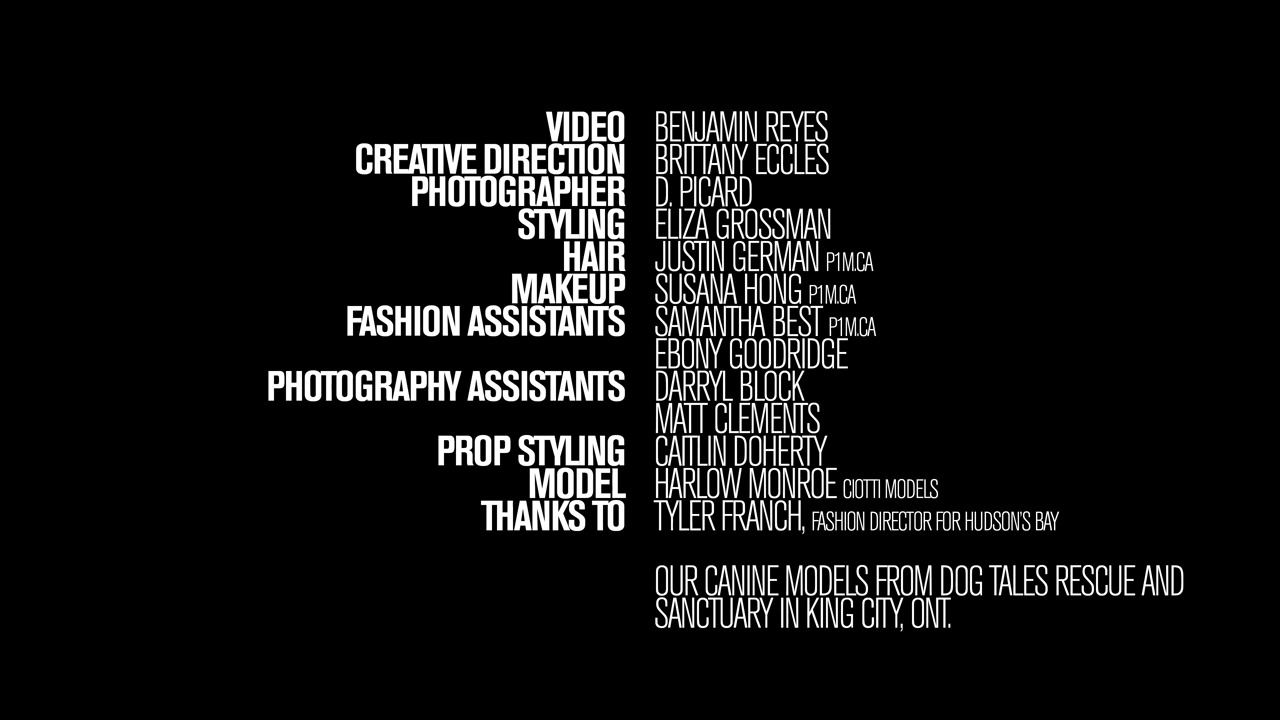 VIDEO BENJAMIN REYES
CREATIVE DIRECTION BRITTANY ECCLES
PHOTOGRAPHER D. PICARD
STYLING ELIZA GROSSMAN
HAIR JUSTIN GERMAN P1M.CA
MAKEUP SUSANA HONG P1M.CA
FASHION ASSISTANTS SAMANTHA BEST P1M.CA
EBONY GOODRIDGE
PHOTOGRAPHY ASSISTANTS DARRYL BLOCK
MATT CLEMENTS
PROP STYLING CAITLIN DOHERTY
MODEL HARLOW MONROE CIOTTI MODELS
THANKS TO TYLER FRANCH, FASHION DIRECTOR FOR HUDSON'S BAY
OUR CANINE MODELS FROM DOG TALES RESCUE AND
SANCTUARY IN KING CITY, ONT.